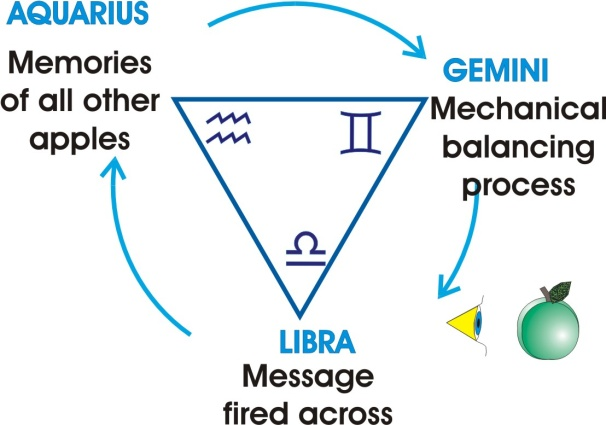 AQUARIUS
Memories
of all other
apples
GEMINI
Mechanical
balancing
process
LIBRA
Message
fired across